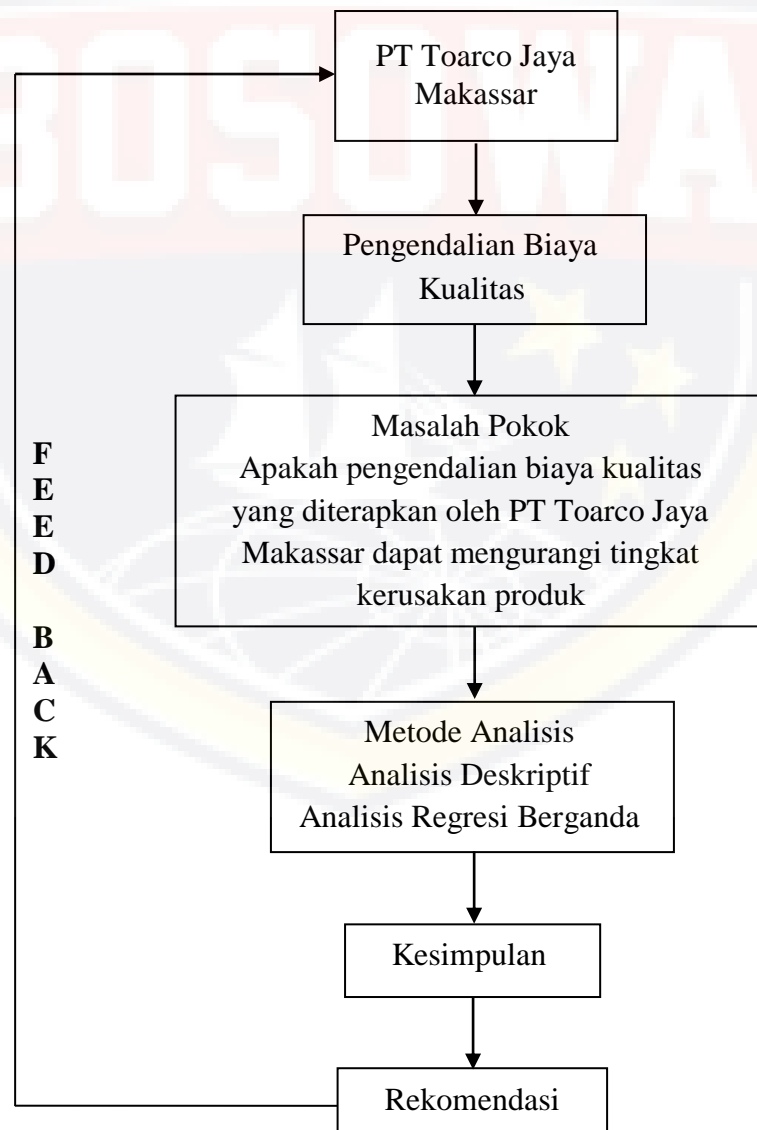 BOSOWA
PT Toarco Jaya
Makassar
Pengendalian Biaya
Kualitas
Masalah Pokok
Apakah pengendalian biaya kualitas
yang diterapkan oleh PT Toarco Jaya
Makassar dapat mengurangi tingkat
kerusakan produk
F
E
E
D
B
A
C
K
Metode Analisis
Analisis Deskriptif
Analisis Regresi Berganda
Kesimpulan
Rekomendasi